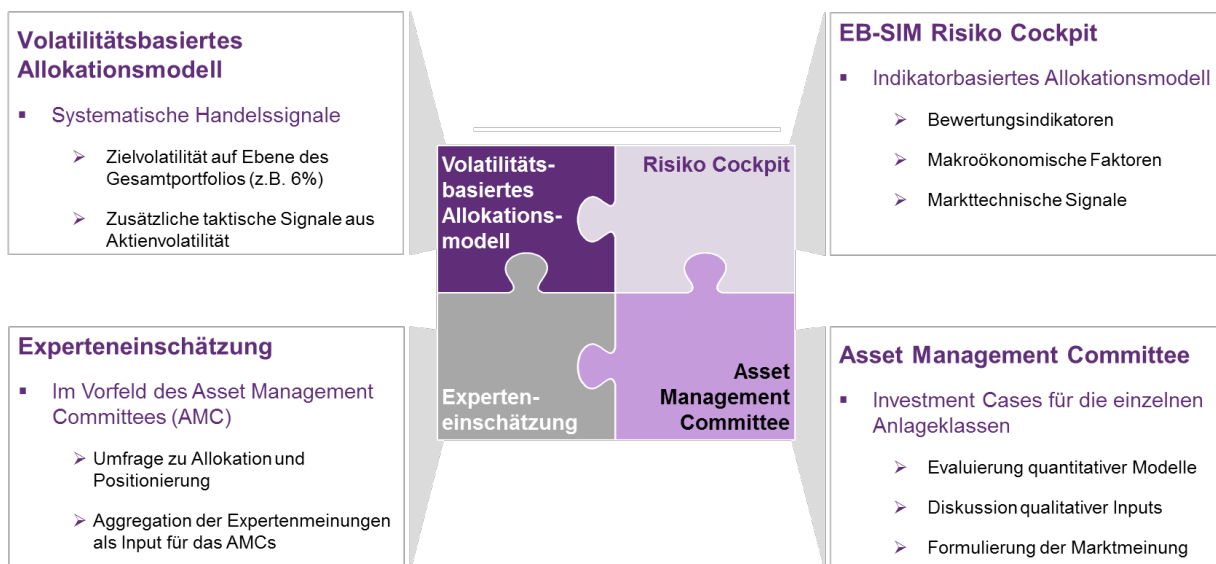 Volatilitätsbasiertes
Allokationsmodell
Systematische Handelssignale
Zielvolatilität auf Ebene des
Gesamtportfolios (z.B. 6%)
Zusätzliche taktische Signale aus
Aktienvolatilität
EB-SIM Risiko Cockpit
Indikatorbasiertes Allokationsmodell
Bewertungsindikatoren
Makroökonomische Faktoren
Markttechnische Signale
Volatilitäts-
basiertes
Allokations-
modell
Risiko Cockpit
Experten-
einschätzung
Asset
Management
Committee
Experteneinschätzung
Im Vorfeld des Asset Management
Committees (AMC)
Umfrage zu Allokation und
Positionierung
Aggregation der Expertenmeinungen
als Input für das AMCs
Asset Management Committee
Investment Cases für die einzelnen
Anlageklassen
Evaluierung quantitativer Modelle
Diskussion qualitativer Inputs
Formulierung der Marktmeinung